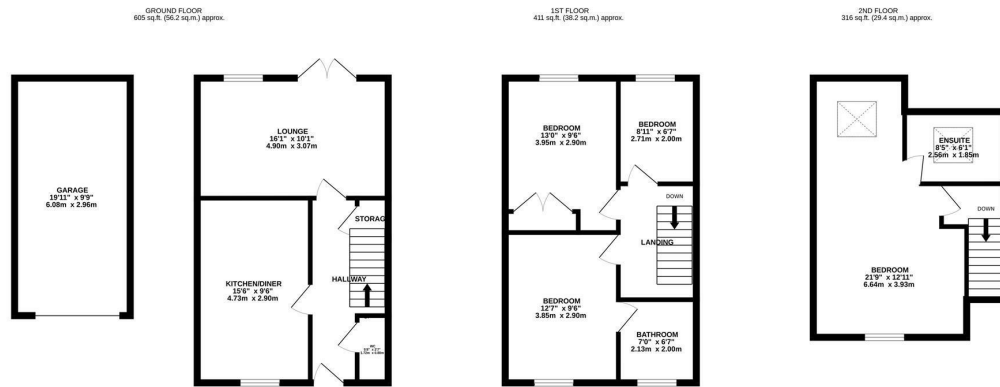 GROUND FLOOR
605 sq.ft. (56.2 sq.m.) approx.
1ST FLOOR
411 sq.ft. (38.2 sq.m.) approx.
2ND FLOOR
316 sq.ft. (29.4 sq.m.) approx.
GARAGE
19'11" x 9'9"
6.08m x 2.96m
LOUNGE
16'1" x 10'1"
4.90m x 3.07m
STORAG
HALLWAY
KITCHEN/DINER
15'6" x 9'6"
4.73m x 2.90m
WC
BEDROOM
13'0" x 9'6"
3.95m x 2.90m
BEDROOM
8'11" x 6'7"
2.71m x 2.00m
DOWN
LANDING
BEDROOM
12'7" x 9'6"
3.85m x 2.90m
BATHROOM
7'0" x 6'7"
2.13m x 2.00m
ENSUITE
8'5" x 6'1"
2.56m x 1.85m
DOWN
BEDROOM
21'9" x 12'11"
6.64m x 3.93m